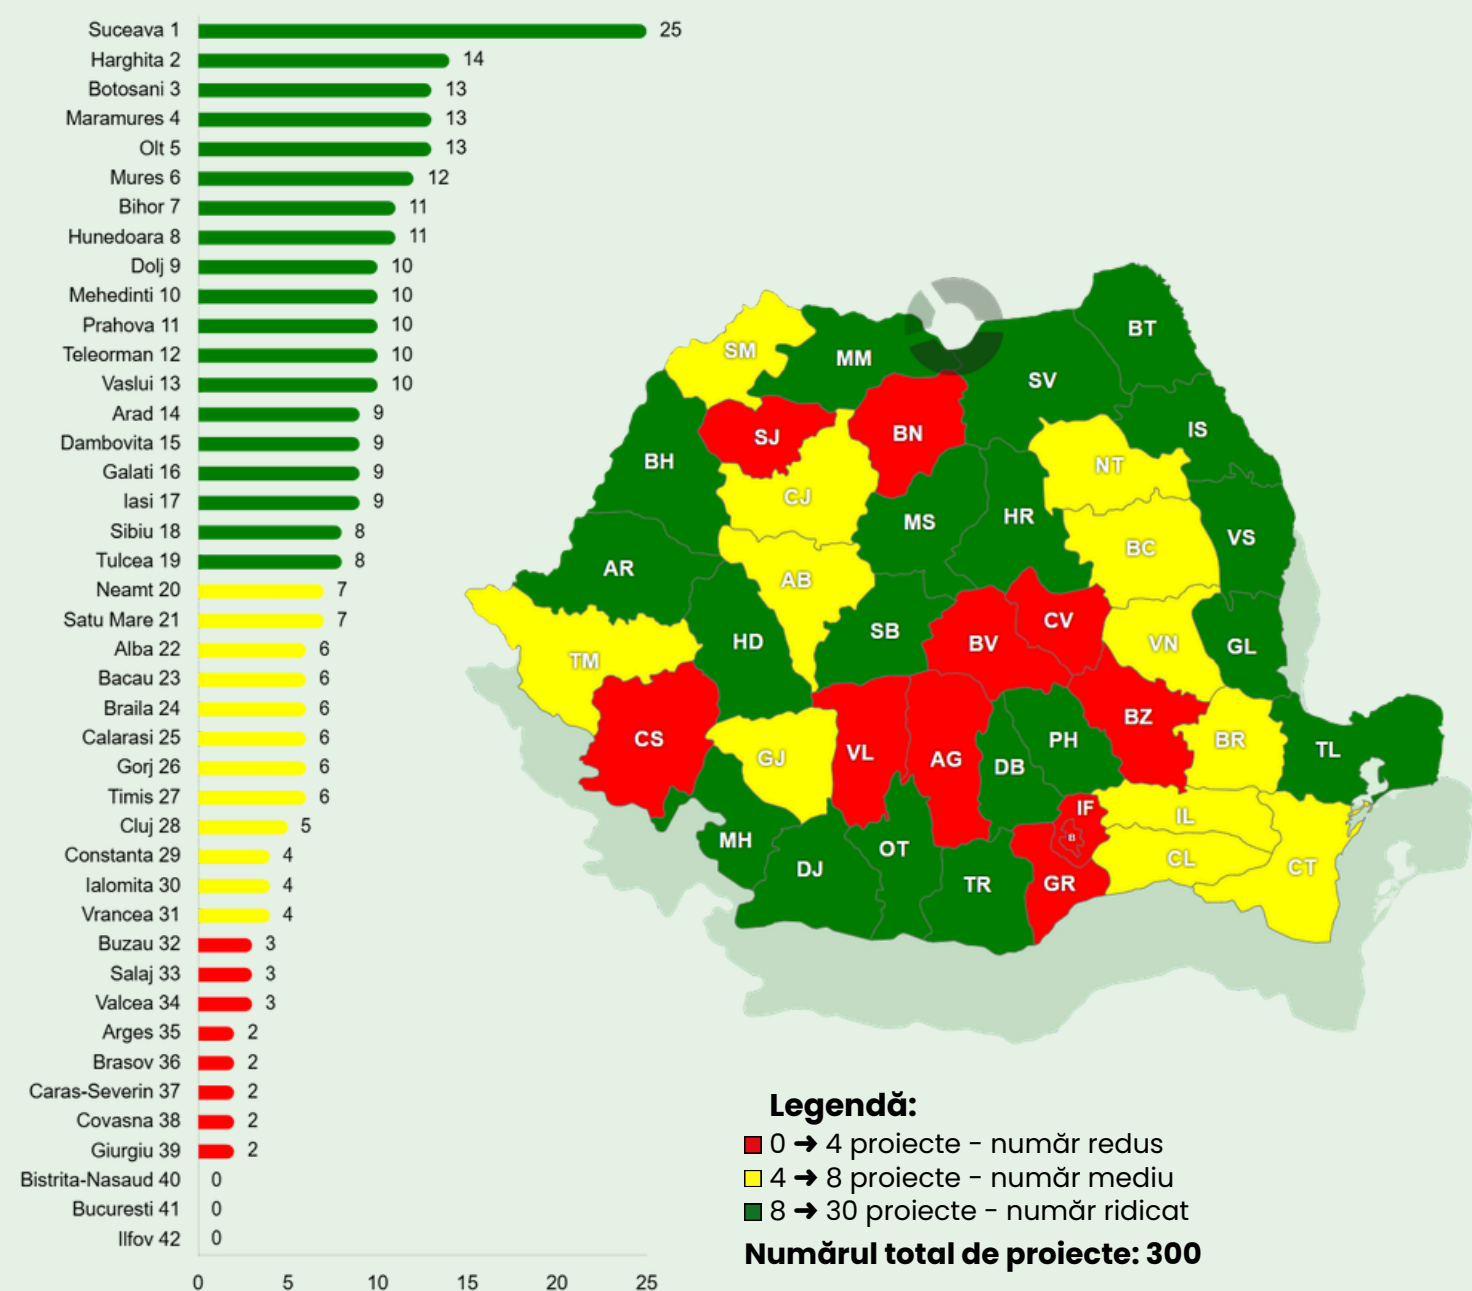 Suceava 1 25
Harghita 2 14
Botosani 3 13
Maramures 4 13
Olt 5 13
Mures 6 12
Bihor 7 11
Hunedoara 8 11
Dolj 9 10
Mehedinti 10 10
Prahova 11 10
Teleorman 12 10
Vaslui 13 10
Arad 14 9
Dambovita 15 9
Galati 16 9
Iasi 17 9
Sibiu 18 8
Tulcea 19 8
Neamt 20 7
Satu Mare 21 7
Alba 22 6
Bacau 23 6
Braila 24 6
Calarasi 25 6
Gorj 26 6
Timis 27 6
Cluj 28 5
Constanta 29 4
Ialomita 30 4
Vrancea 31 4
Buzau 32 3
Salaj 33 3
Valcea 34 3
Arges 35 2
Brasov 36 2
Caras-Severin 37 2
Covasna 38 2
Giurgiu 39 2
Bistrita-Nasaud 40 0
Bucuresti 41 0
Ilfov 42 0
0 5 10 15 20 25
BT
SM MM
SV
IS
SJ BN
BH NT
CJ
MS HR
BC VS
AR AB
CV
SB
HD BV VN GL
TM
CS BZ
VL PH BR TL
GJ AG DB
IF
IL
MH B
OT
DJ CL CT
TR GR
Legendă:
0 ➜ 4 proiecte - număr redus
4 ➜ 8 proiecte - număr mediu
8 ➜ 30 proiecte - număr ridicat
Numărul total de proiecte: 300